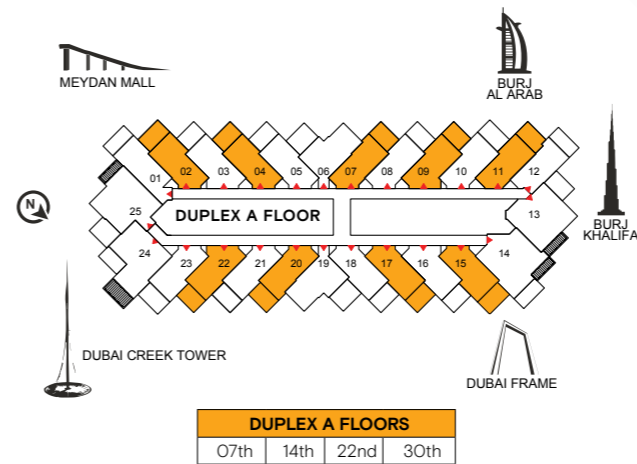 MEYDAN MALL
BURJ
AL ARAB
01 02 03 04 05 06 07 08 09 10 11 12
BURJ
KHALIFA
25 DUPLEX A FLOOR 13
24 23 22 21 20 19 18 17 16 15 14
N
DUBAI CREEK TOWER
DUBAI FRAME
DUPLEX A FLOORS
07th 14th 22nd 30th